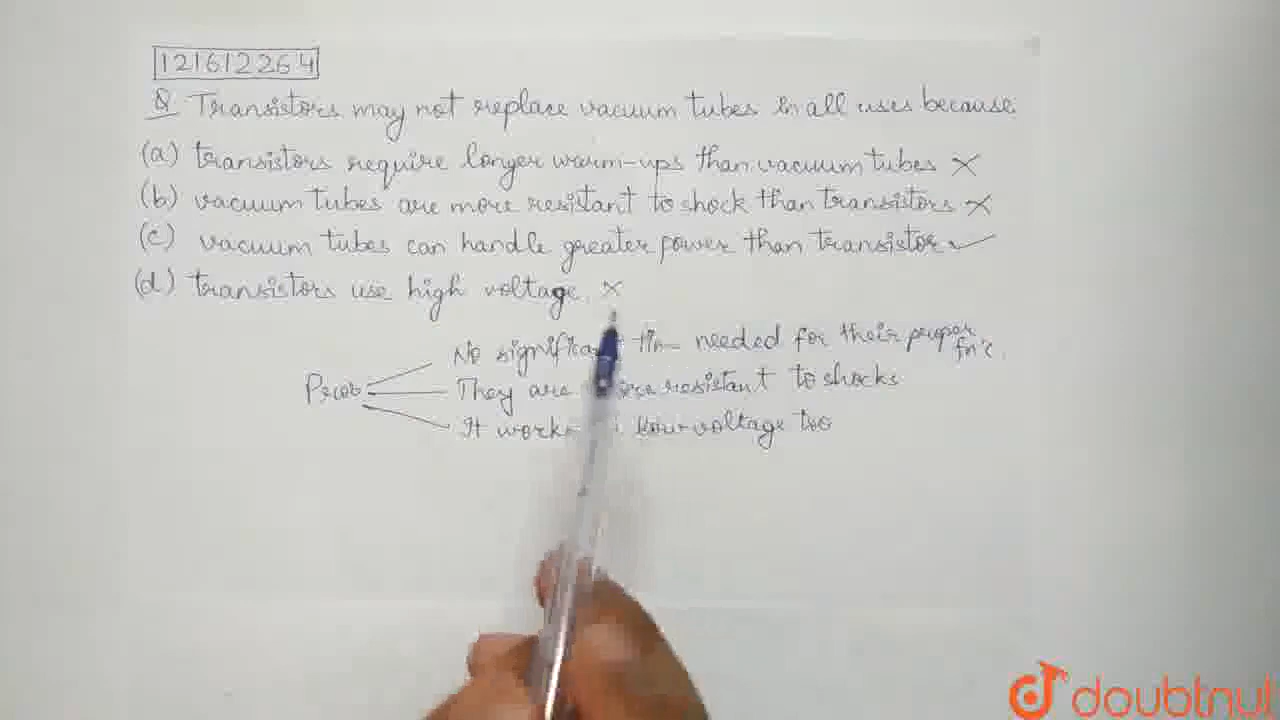 121612264
Q Transistors may not replace vacuum tubes in all uses because
(a) transistors require longer warm-ups than vacuum tubes ×
(b) vacuum tubes are more resistant to shock than transistors ×
(c) vacuum tubes can handle greater power than transistor ✓
(d) transistors use high voltage. ×
No needed for their proper fn's.
They are resistant to shocks
It low voltage too
doubtnut